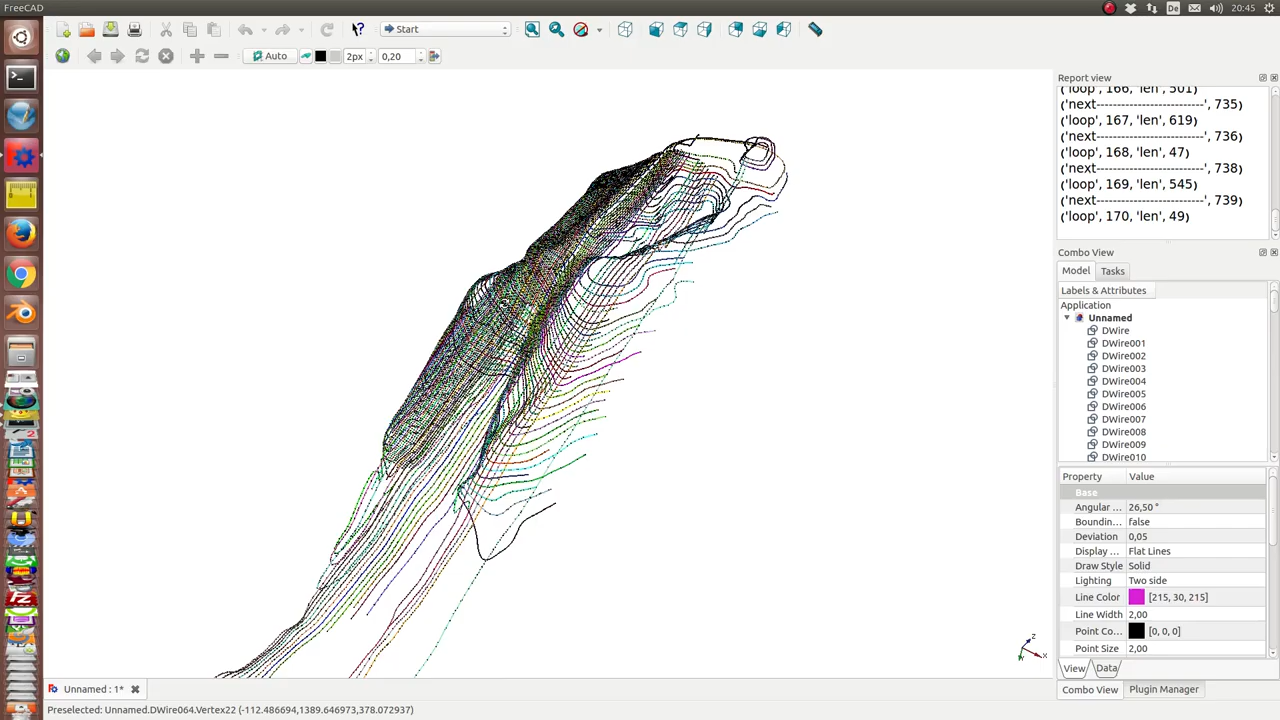 FreeCAD
De
20:45
Start
Auto
2px
0,20
Report view
('loop', 166, 'len', 501)
('next--------------------------', 735)
('loop', 167, 'len', 619)
('next--------------------------', 736)
('loop', 168, 'len', 47)
('next--------------------------', 738)
('loop', 169, 'len', 545)
('next--------------------------', 739)
('loop', 170, 'len', 49)
Combo View
Model Tasks
Labels & Attributes
Application
Unnamed
DWire
DWire001
DWire002
DWire003
DWire004
DWire005
DWire006
DWire007
DWire008
DWire009
DWire010
Property Value
Base
Angular ... 26,50 °
Boundin... false
Deviation 0,05
Display ... Flat Lines
Draw Style Solid
Lighting Two side
Line Color [215, 30, 215]
Line Width 2,00
Point Co... [0, 0, 0]
Point Size 2,00
z
x
Y
View Data
Unnamed : 1*
Combo View Plugin Manager
Preselected: Unnamed.DWire064.Vertex22 (-112.486694,1389.646973,378.072937)